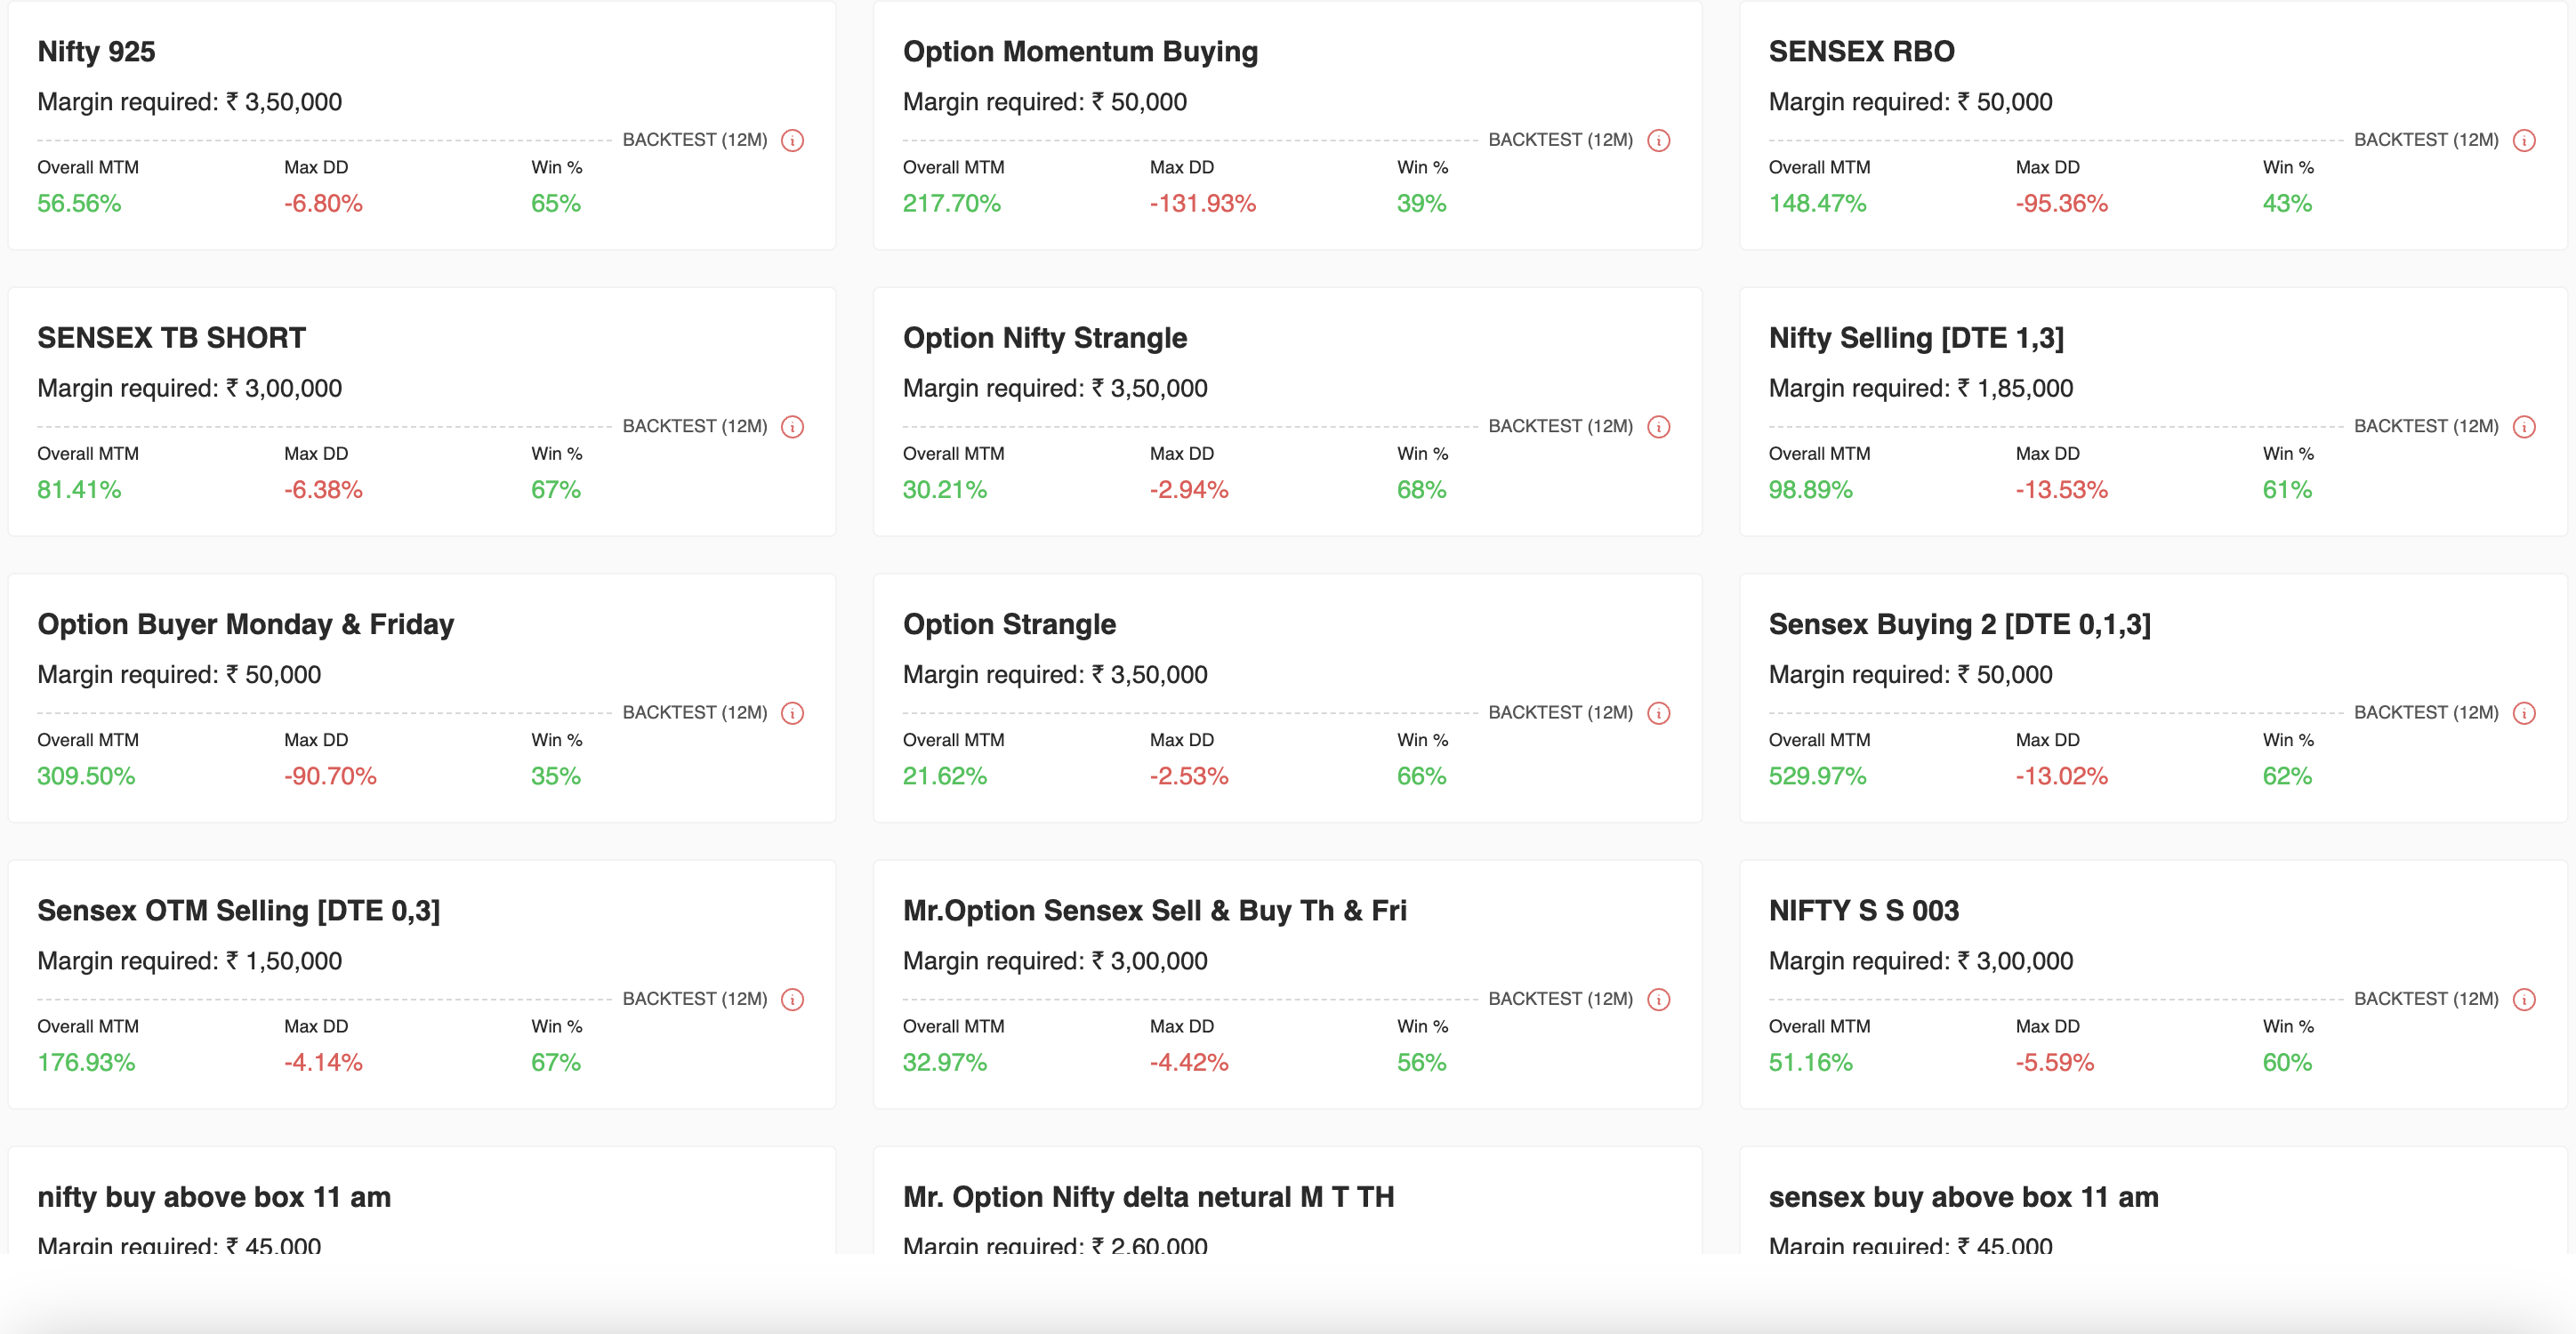 Nifty 925
Margin required: ₹ 3,50,000
BACKTEST (12M)
Overall MTM Max DD Win %
56.56% -6.80% 65%
Option Momentum Buying
Margin required: ₹ 50,000
BACKTEST (12M)
Overall MTM Max DD Win %
217.70% -131.93% 39%
SENSEX RBO
Margin required: ₹ 50,000
BACKTEST (12M)
Overall MTM Max DD Win %
148.47% -95.36% 43%
SENSEX TB SHORT
Margin required: ₹ 3,00,000
BACKTEST (12M)
Overall MTM Max DD Win %
81.41% -6.38% 67%
Option Nifty Strangle
Margin required: ₹ 3,50,000
BACKTEST (12M)
Overall MTM Max DD Win %
30.21% -2.94% 68%
Nifty Selling [DTE 1,3]
Margin required: ₹ 1,85,000
BACKTEST (12M)
Overall MTM Max DD Win %
98.89% -13.53% 61%
Option Buyer Monday & Friday
Margin required: ₹ 50,000
BACKTEST (12M)
Overall MTM Max DD Win %
309.50% -90.70% 35%
Option Strangle
Margin required: ₹ 3,50,000
BACKTEST (12M)
Overall MTM Max DD Win %
21.62% -2.53% 66%
Sensex Buying 2 [DTE 0,1,3]
Margin required: ₹ 50,000
BACKTEST (12M)
Overall MTM Max DD Win %
529.97% -13.02% 62%
Sensex OTM Selling [DTE 0,3]
Margin required: ₹ 1,50,000
BACKTEST (12M)
Overall MTM Max DD Win %
176.93% -4.14% 67%
Mr.Option Sensex Sell & Buy Th & Fri
Margin required: ₹ 3,00,000
BACKTEST (12M)
Overall MTM Max DD Win %
32.97% -4.42% 56%
NIFTY S S 003
Margin required: ₹ 3,00,000
BACKTEST (12M)
Overall MTM Max DD Win %
51.16% -5.59% 60%
nifty buy above box 11 am
Margin required: ₹ 45,000
Mr. Option Nifty delta netural M T TH
Margin required: ₹ 2,60,000
sensex buy above box 11 am
Margin required: ₹ 45,000